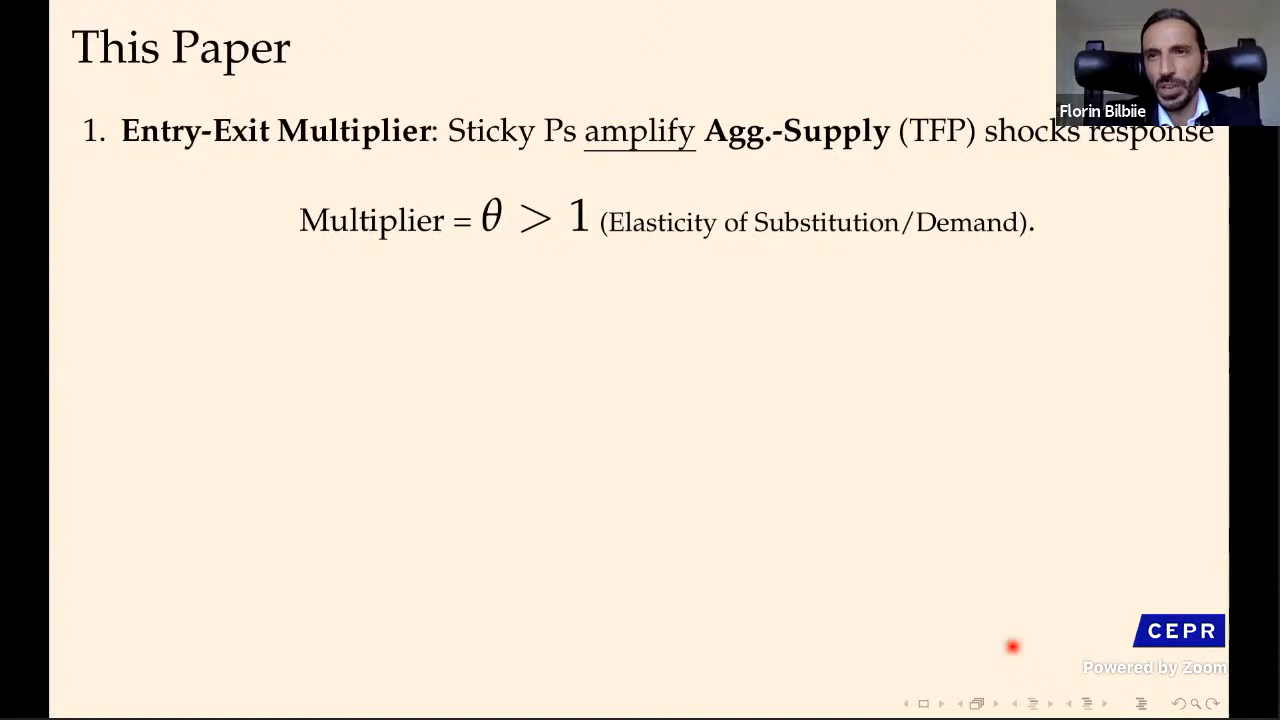 This Paper
Florin Bilbiie
1. Entry-Exit Multiplier: Sticky Ps amplify Agg.-Supply (TFP) shocks response
Multiplier = θ > 1 (Elasticity of Substitution/Demand).
CEPR
Powered by Zoom